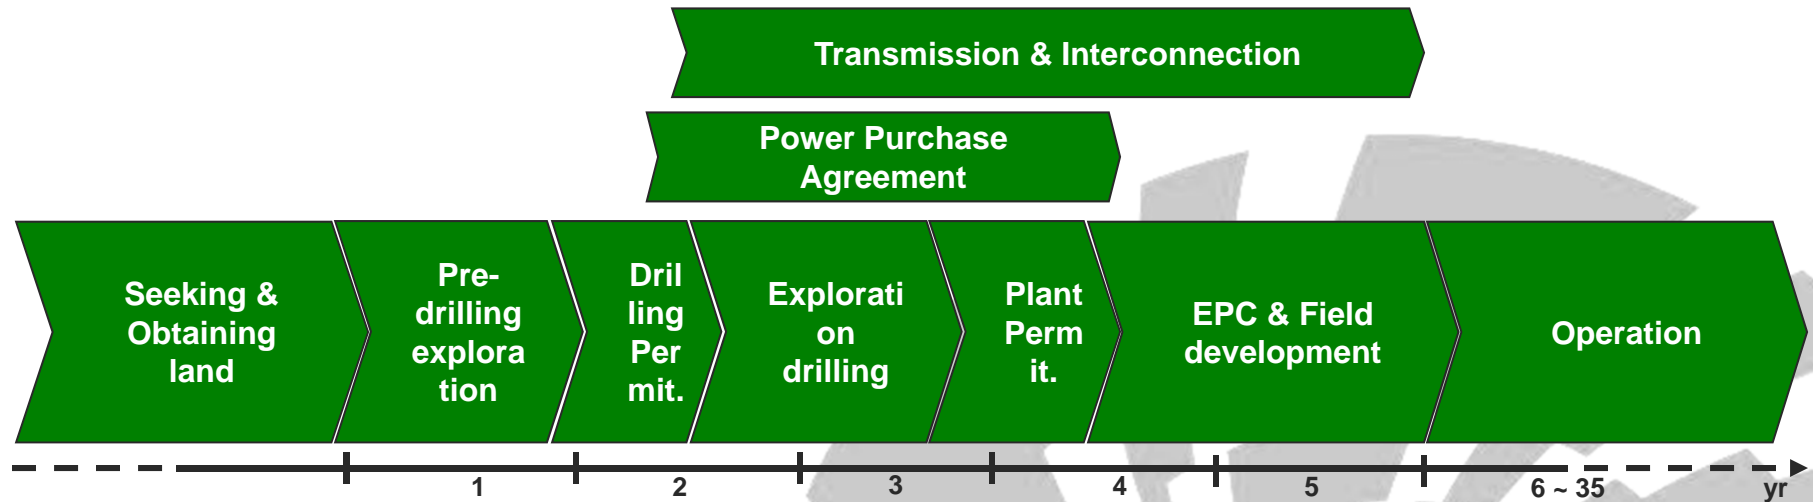 Transmission & Interconnection
Power Purchase
Agreement
Seeking &
Obtaining
land
Pre-
drilling
explora
tion
Dril
ling
Per
mit.
Explorati
on
drilling
Plant
Perm
it.
EPC & Field
development
Operation
1
2
3
4
5
6 ~ 35
yr